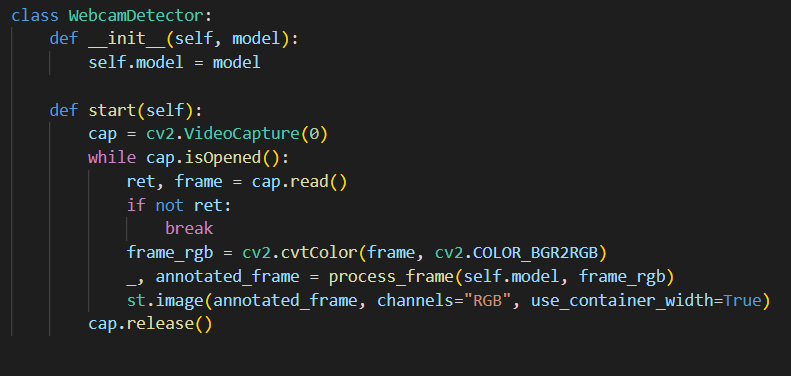 class WebcamDetector:
    def __init__(self, model):
        self.model = model

    def start(self):
        cap = cv2.VideoCapture(0)
        while cap.isOpened():
            ret, frame = cap.read()
            if not ret:
                break
            frame_rgb = cv2.cvtColor(frame, cv2.COLOR_BGR2RGB)
            _, annotated_frame = process_frame(self.model, frame_rgb)
            st.image(annotated_frame, channels="RGB", use_container_width=True)
        cap.release()